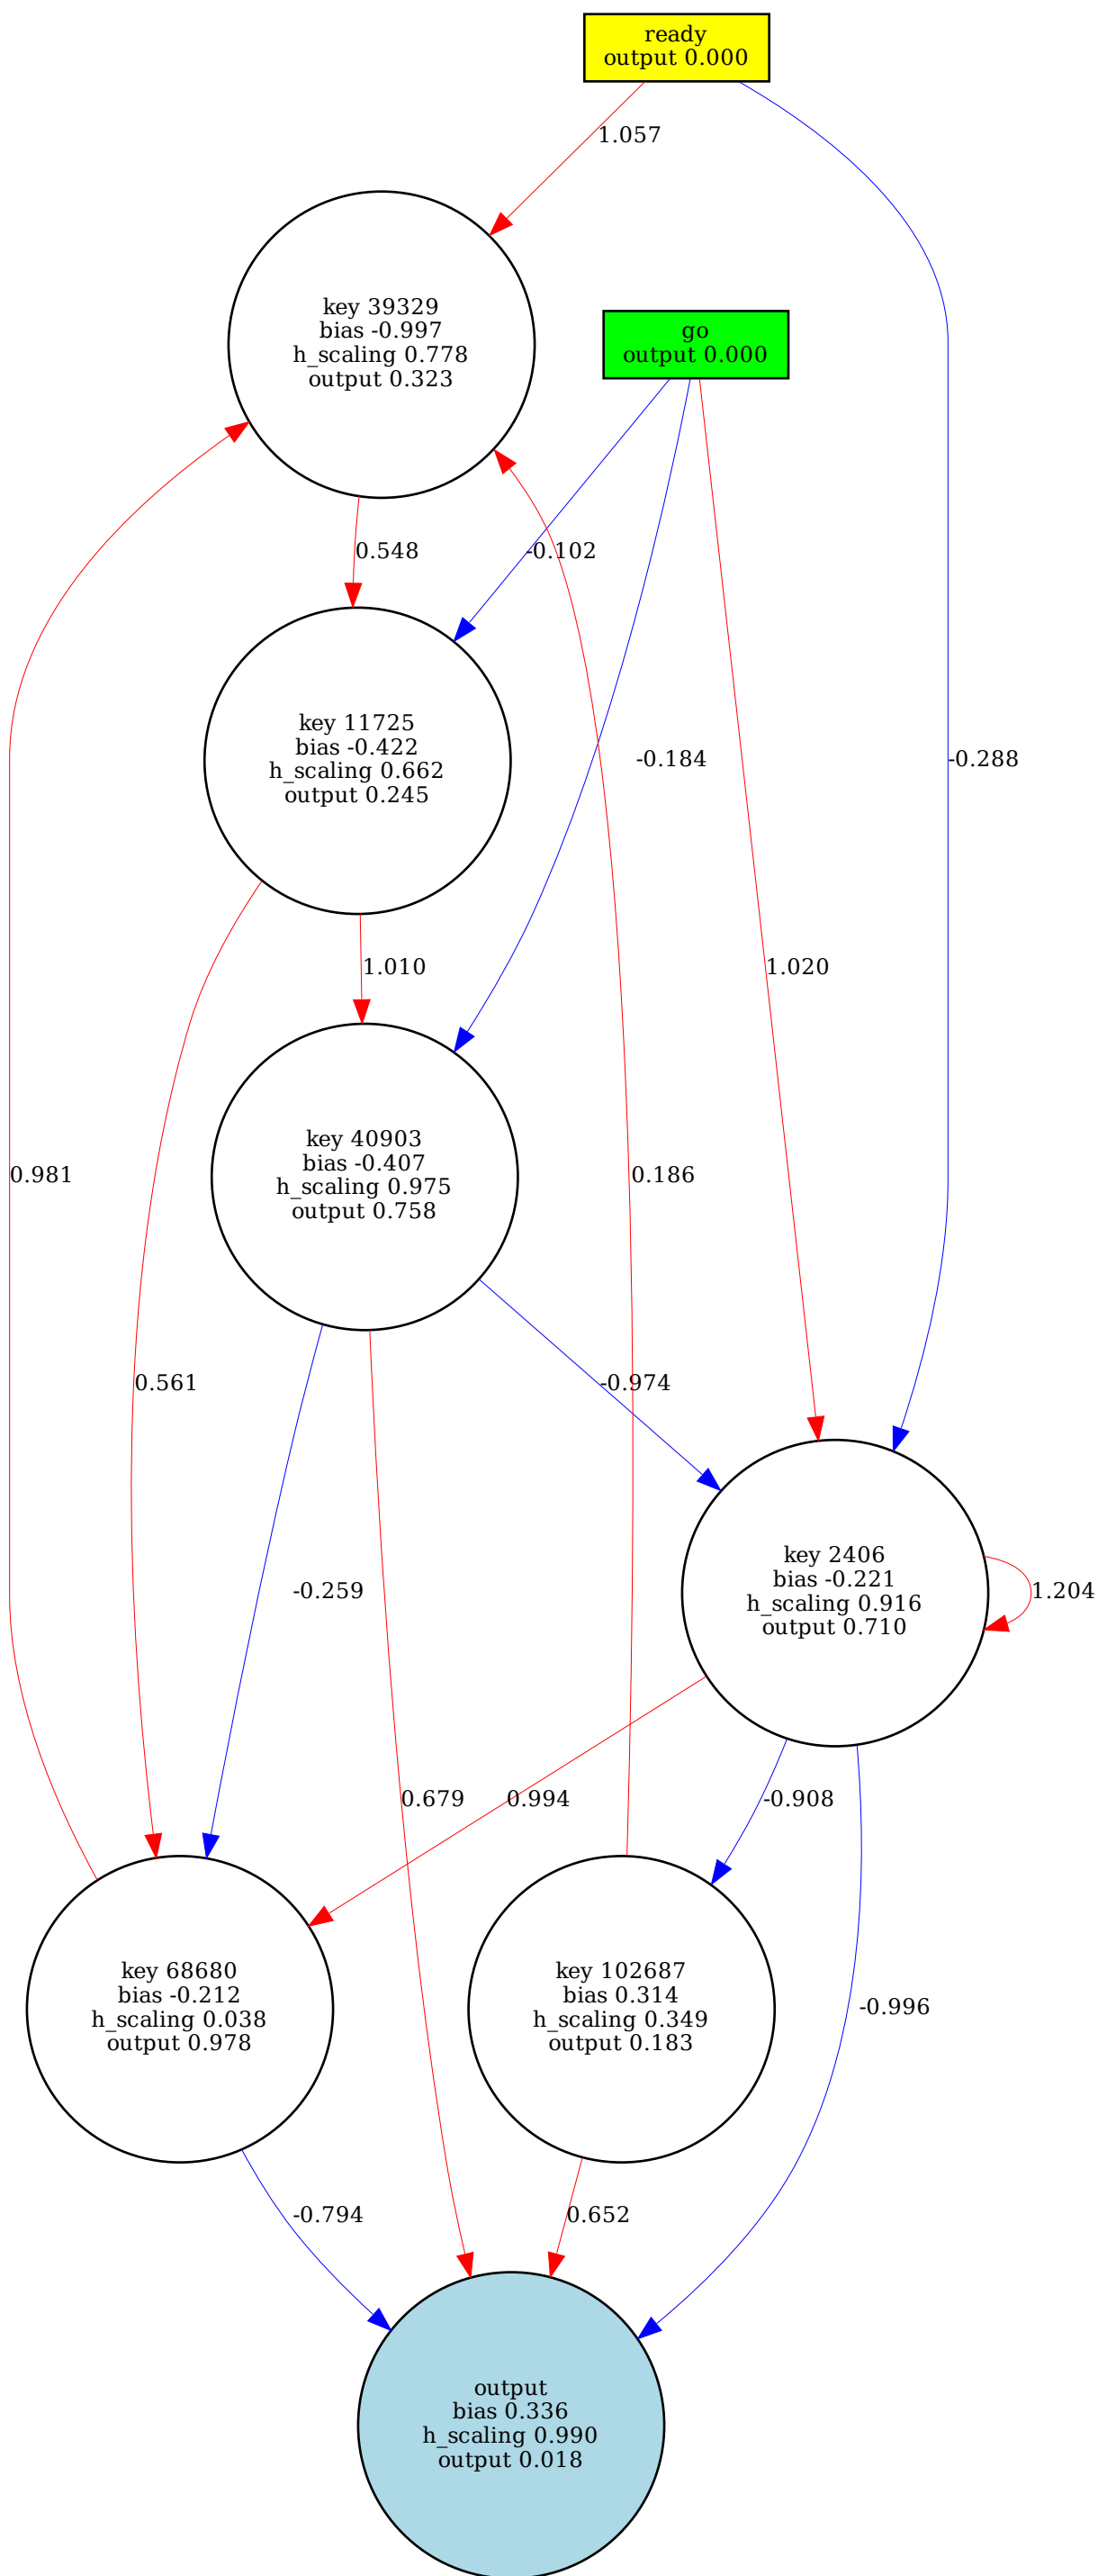 ready
output 0.000
1.057
key 39329
bias -0.997
h_scaling 0.778
output 0.323
go
output 0.000
0.548
-0.102
key 11725
bias -0.422
h_scaling 0.662
output 0.245
-0.184
-0.288
1.010
1.020
key 40903
bias -0.407
h_scaling 0.975
output 0.758
0.981
0.186
0.561
-0.974
key 2406
bias -0.221
h_scaling 0.916
output 0.710
-0.259
1.204
0.679
0.994
-0.908
key 68680
bias -0.212
h_scaling 0.038
output 0.978
key 102687
bias 0.314
h_scaling 0.349
output 0.183
-0.996
-0.794
0.652
output
bias 0.336
h_scaling 0.990
output 0.018